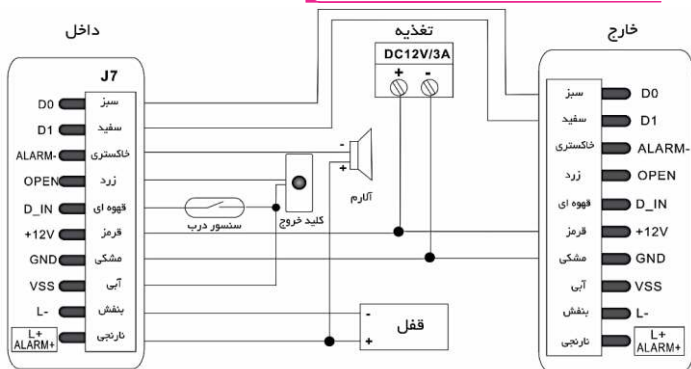 داخل
تغذیه
خارج
DC12V/3A
+ -
J7
D0 سبز
D1 سفید
ALARM- خاکستری
OPEN زرد
D_IN قهوه ای
+12V قرمز
GND مشکی
VSS آبی
L- بنفش
L+
ALARM+ نارنجی
-
+
آلارم
کلید خروج
سنسور درب
-
قفل
+
سبز D0
سفید D1
خاکستری ALARM-
زرد OPEN
قهوه ای D_IN
قرمز +12V
مشکی GND
آبی VSS
بنفش L-
نارنجی L+
ALARM+